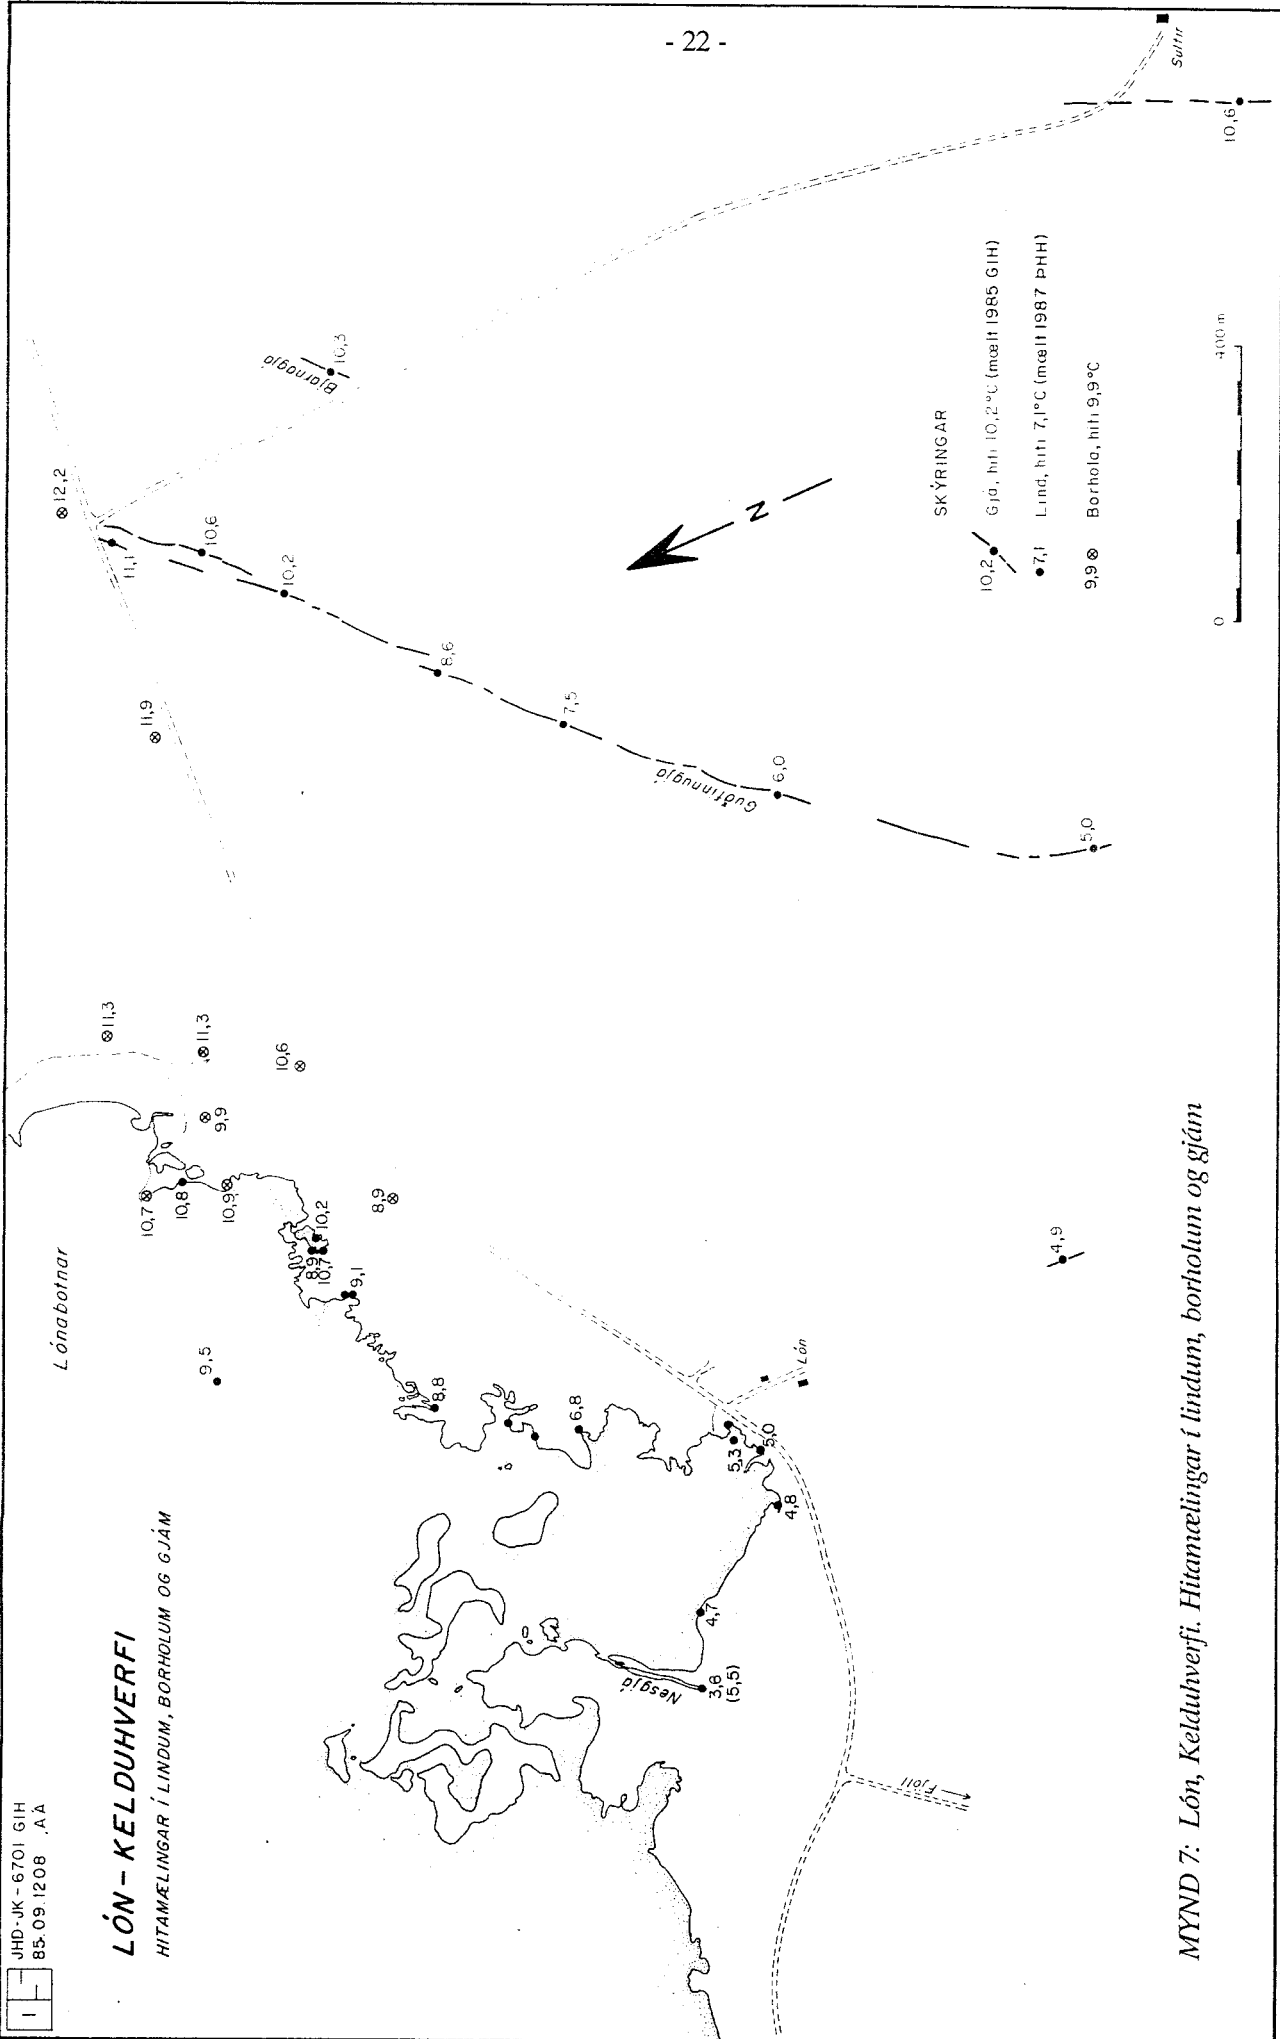 - 22 -
JHD-JK-6701 GIH
85.09.1208 ÁÁ
LÓN-KELDUHVERFI
HITAMÆLINGAR Í LINDUM, BORHOLUM OG GJÁM
Lónabotnar
9,5
10,7
10,8
10,9
9,9
11,3
11,3
10,6
8,9
10,2
8,9
10,7
9,1
8,8
6,8
5,3
5,0
4,8
4,7
Nesgjá
3,8
(5,5)
Lón
Fjöll
4,9
11,9
12,2
11,1
10,6
10,2
8,6
7,5
Guðfinnugjá
6,0
5,0
Bjarnagjá
10,3
Sultir
10,6
N
SKÝRINGAR
10,2 Gjá, hiti 10,2°C (mælt 1985 GIH)
7,1 Lind, hiti 7,1°C (mælt 1987 ÞHH)
9,9 Borhola, hiti 9,9°C
0 400 m
MYND 7: Lón, Kelduhverfi. Hitamælingar í lindum, borholum og gjám